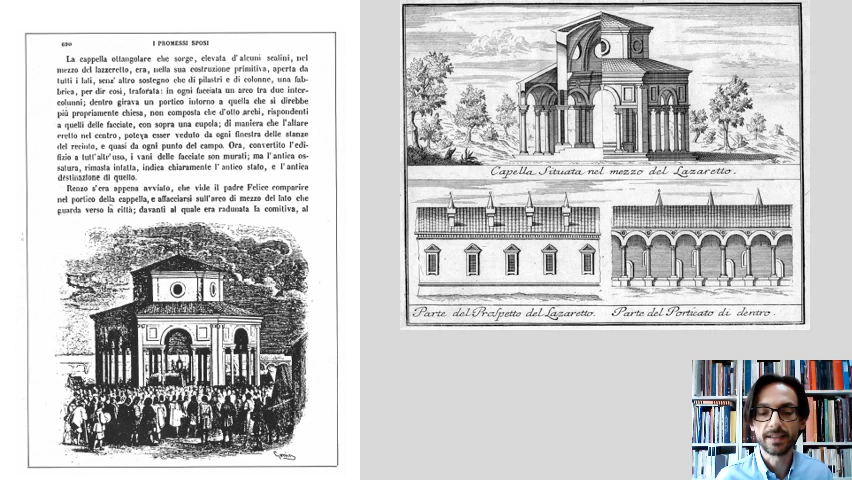 620 I PROMESSI SPOSI
La cappella ottangolare che sorge, elevata d'alcuni scalini, nel
mezzo del lazzeretto, era, nella sua costruzione primitiva, aperta da
tutti i lati, senz' altro sostegno che di pilastri e di colonne, una fab-
brica, per dir così, traforata: in ogni facciata un arco tra due inter-
colunni; dentro girava un portico intorno a quella che si direbbe
più propriamente chiesa, non composta che d'otto archi, rispondenti
a quelli delle facciate, con sopra una cupola; di maniera che l'altare
eretto nel centro, poteva esser veduto da ogni finestra delle stanze
del recinto, e quasi da ogni punto del campo. Ora, convertito l'edi-
fizio a tutt'altr'uso, i vani delle facciate son murati; ma l'antica os-
satura, rimasta intatta, indica chiaramente l'antico stato, e l'antica
destinazione di quello.
Renzo s'era appena avviato, che vide il padre Felice comparire
nel portico della cappella, e affacciarsi sull'arco di mezzo del lato che
guarda verso la città; davanti al quale era radunata la comitiva, al
Capella Situata nel mezzo del Lazaretto.
Parte del Prospetto del Lazaretto. Parte del Porticato di dentro.